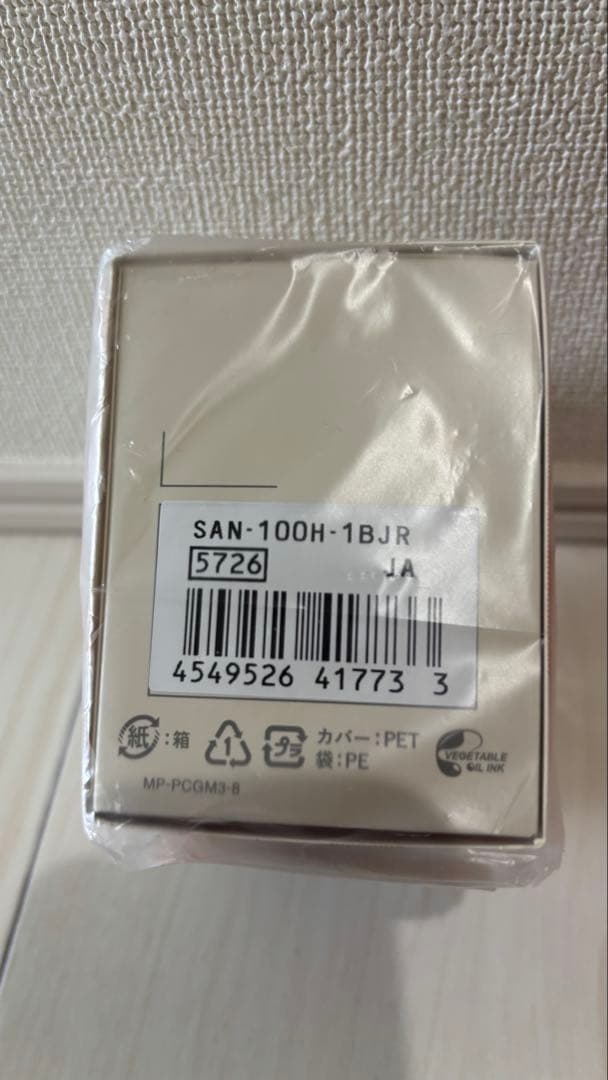 SAN-100H-1BJR
5726 JA
4549526 41773 3
紙:箱
1 プラ カバー:PET
袋:PE
VEGETABLE
OIL INK
MP-PCGM3-8